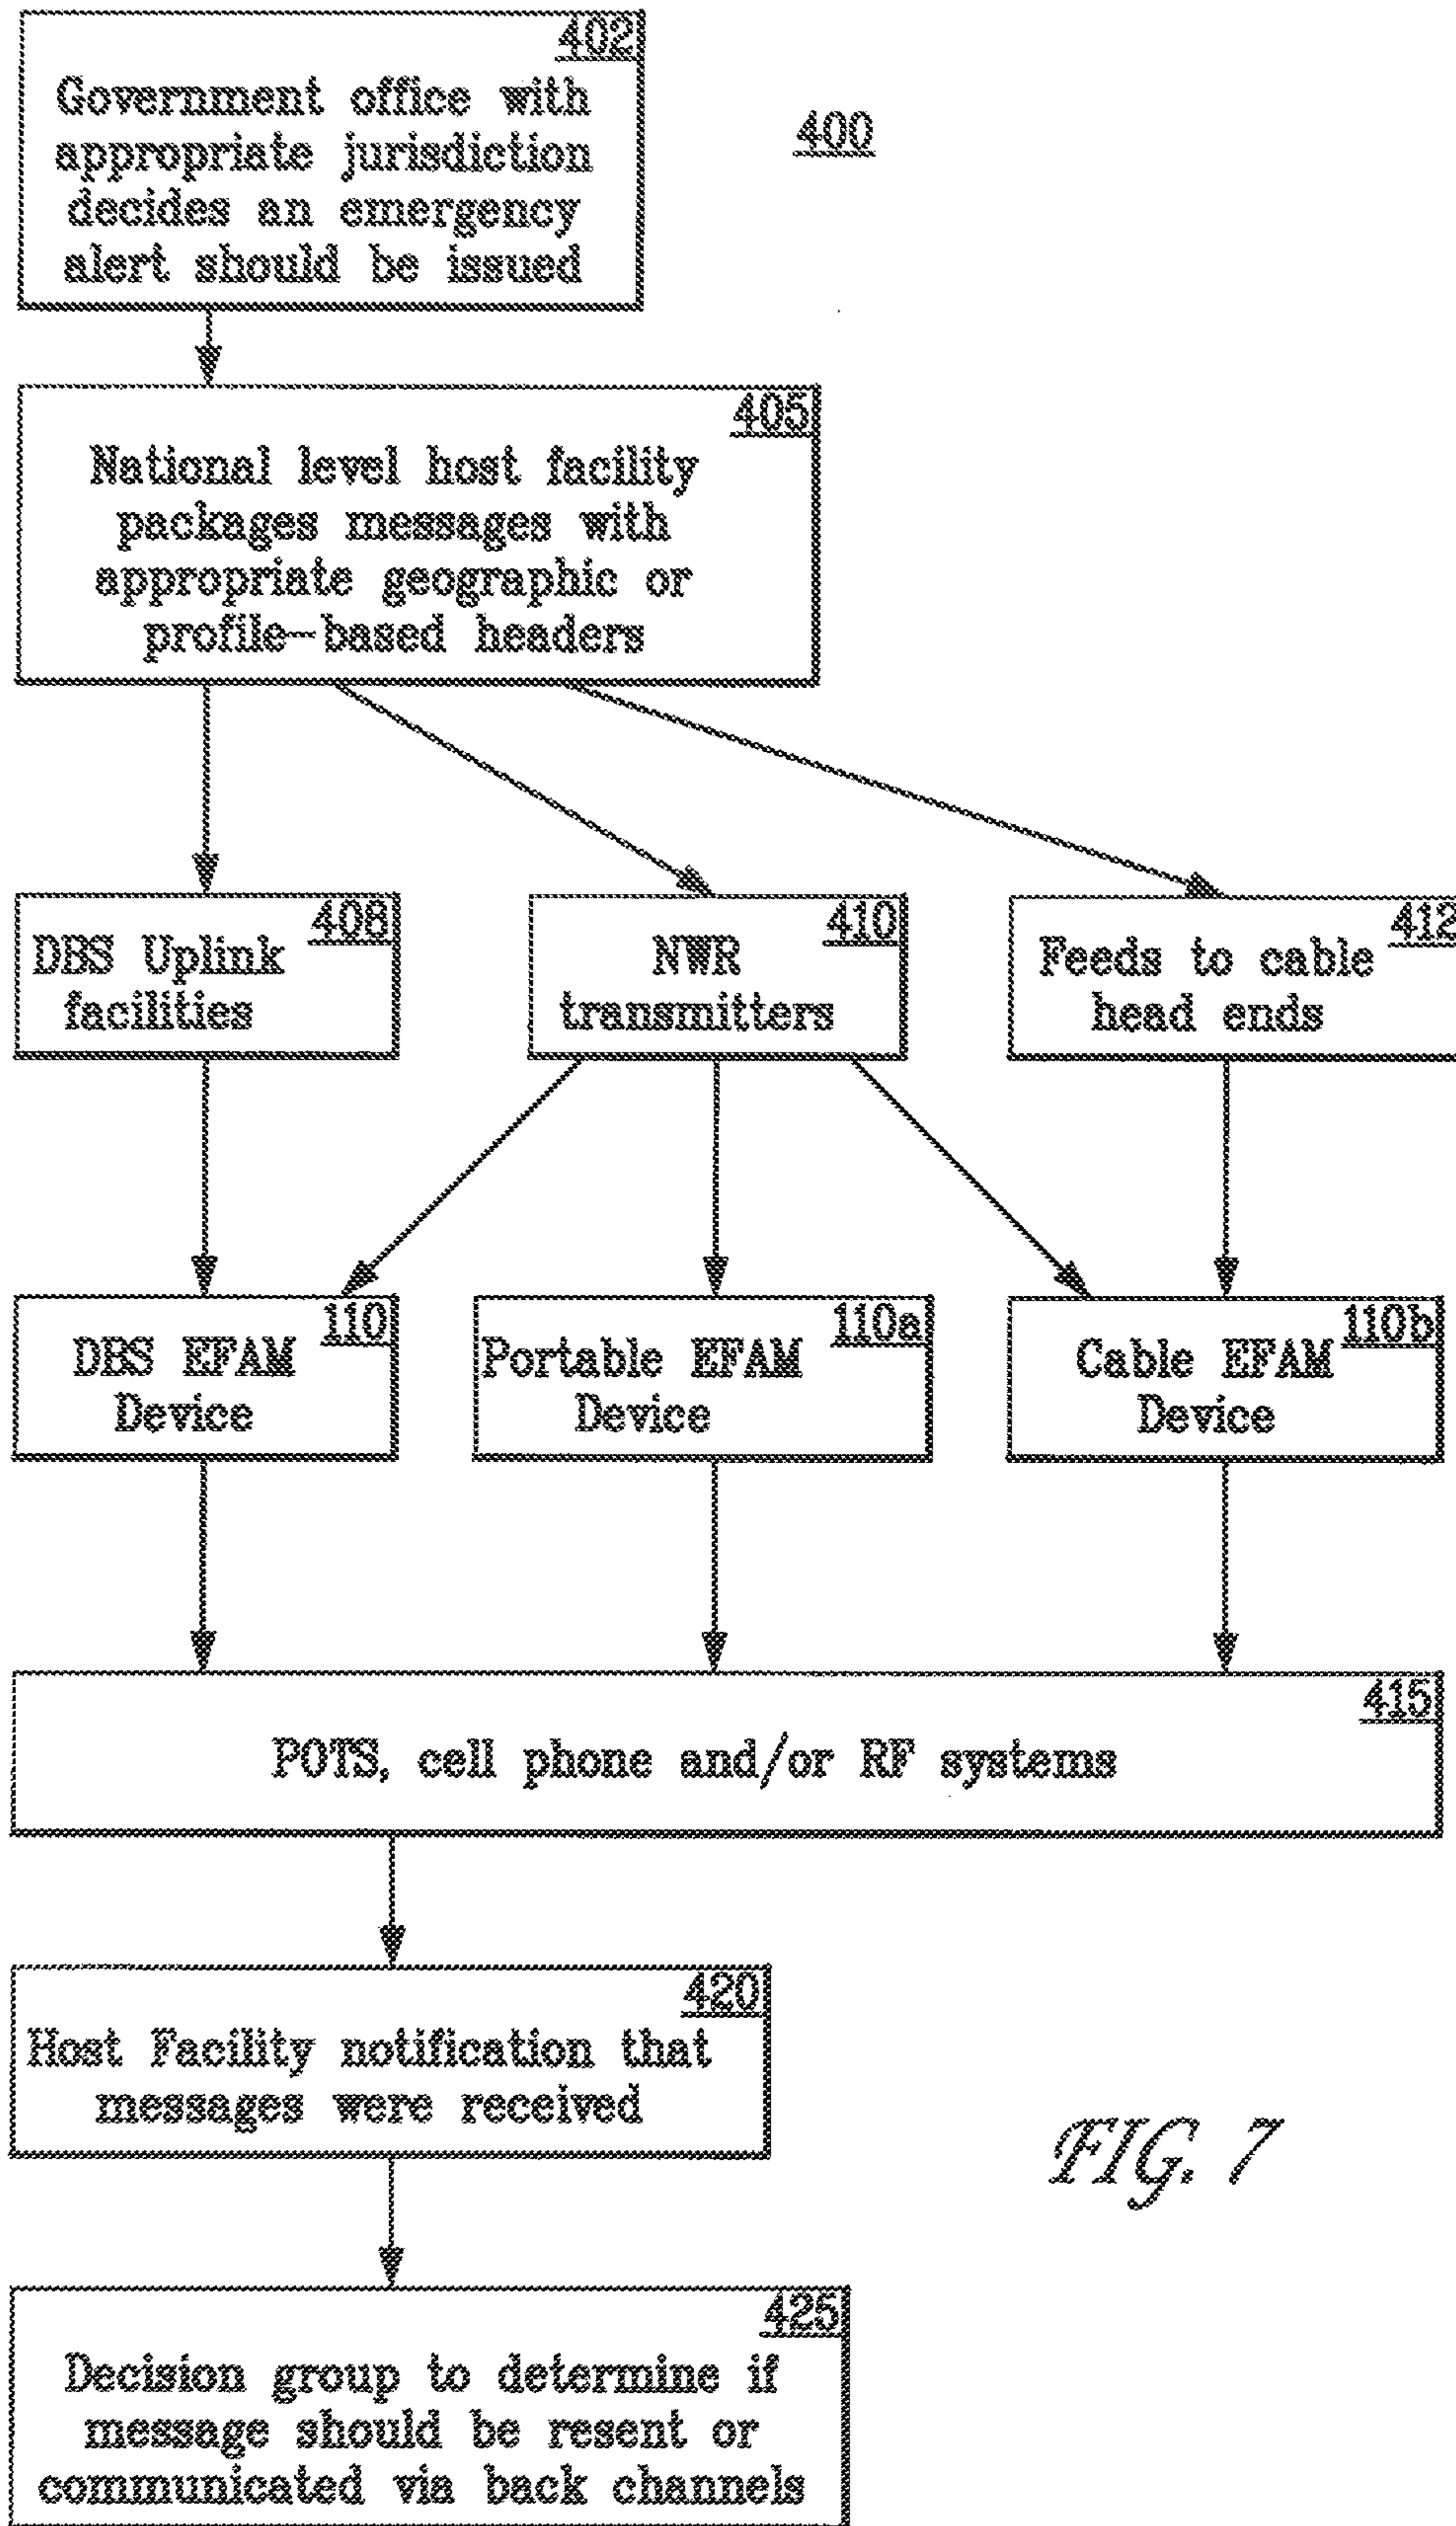 402
Government office with
appropriate jurisdiction
decides an emergency
alert should be issued
400
405
National level host facility
packages messages with
appropriate geographic or
profile-based headers
408
DBS Uplink
facilities
410
NWR
transmitters
412
Feeds to cable
head ends
110
DBS EFAM
Device
110a
Portable EFAM
Device
110b
Cable EFAM
Device
415
POTS, cell phone and/or RF systems
420
Host Facility notification that
messages were received
FIG. 7
425
Decision group to determine if
message should be resent or
communicated via back channels